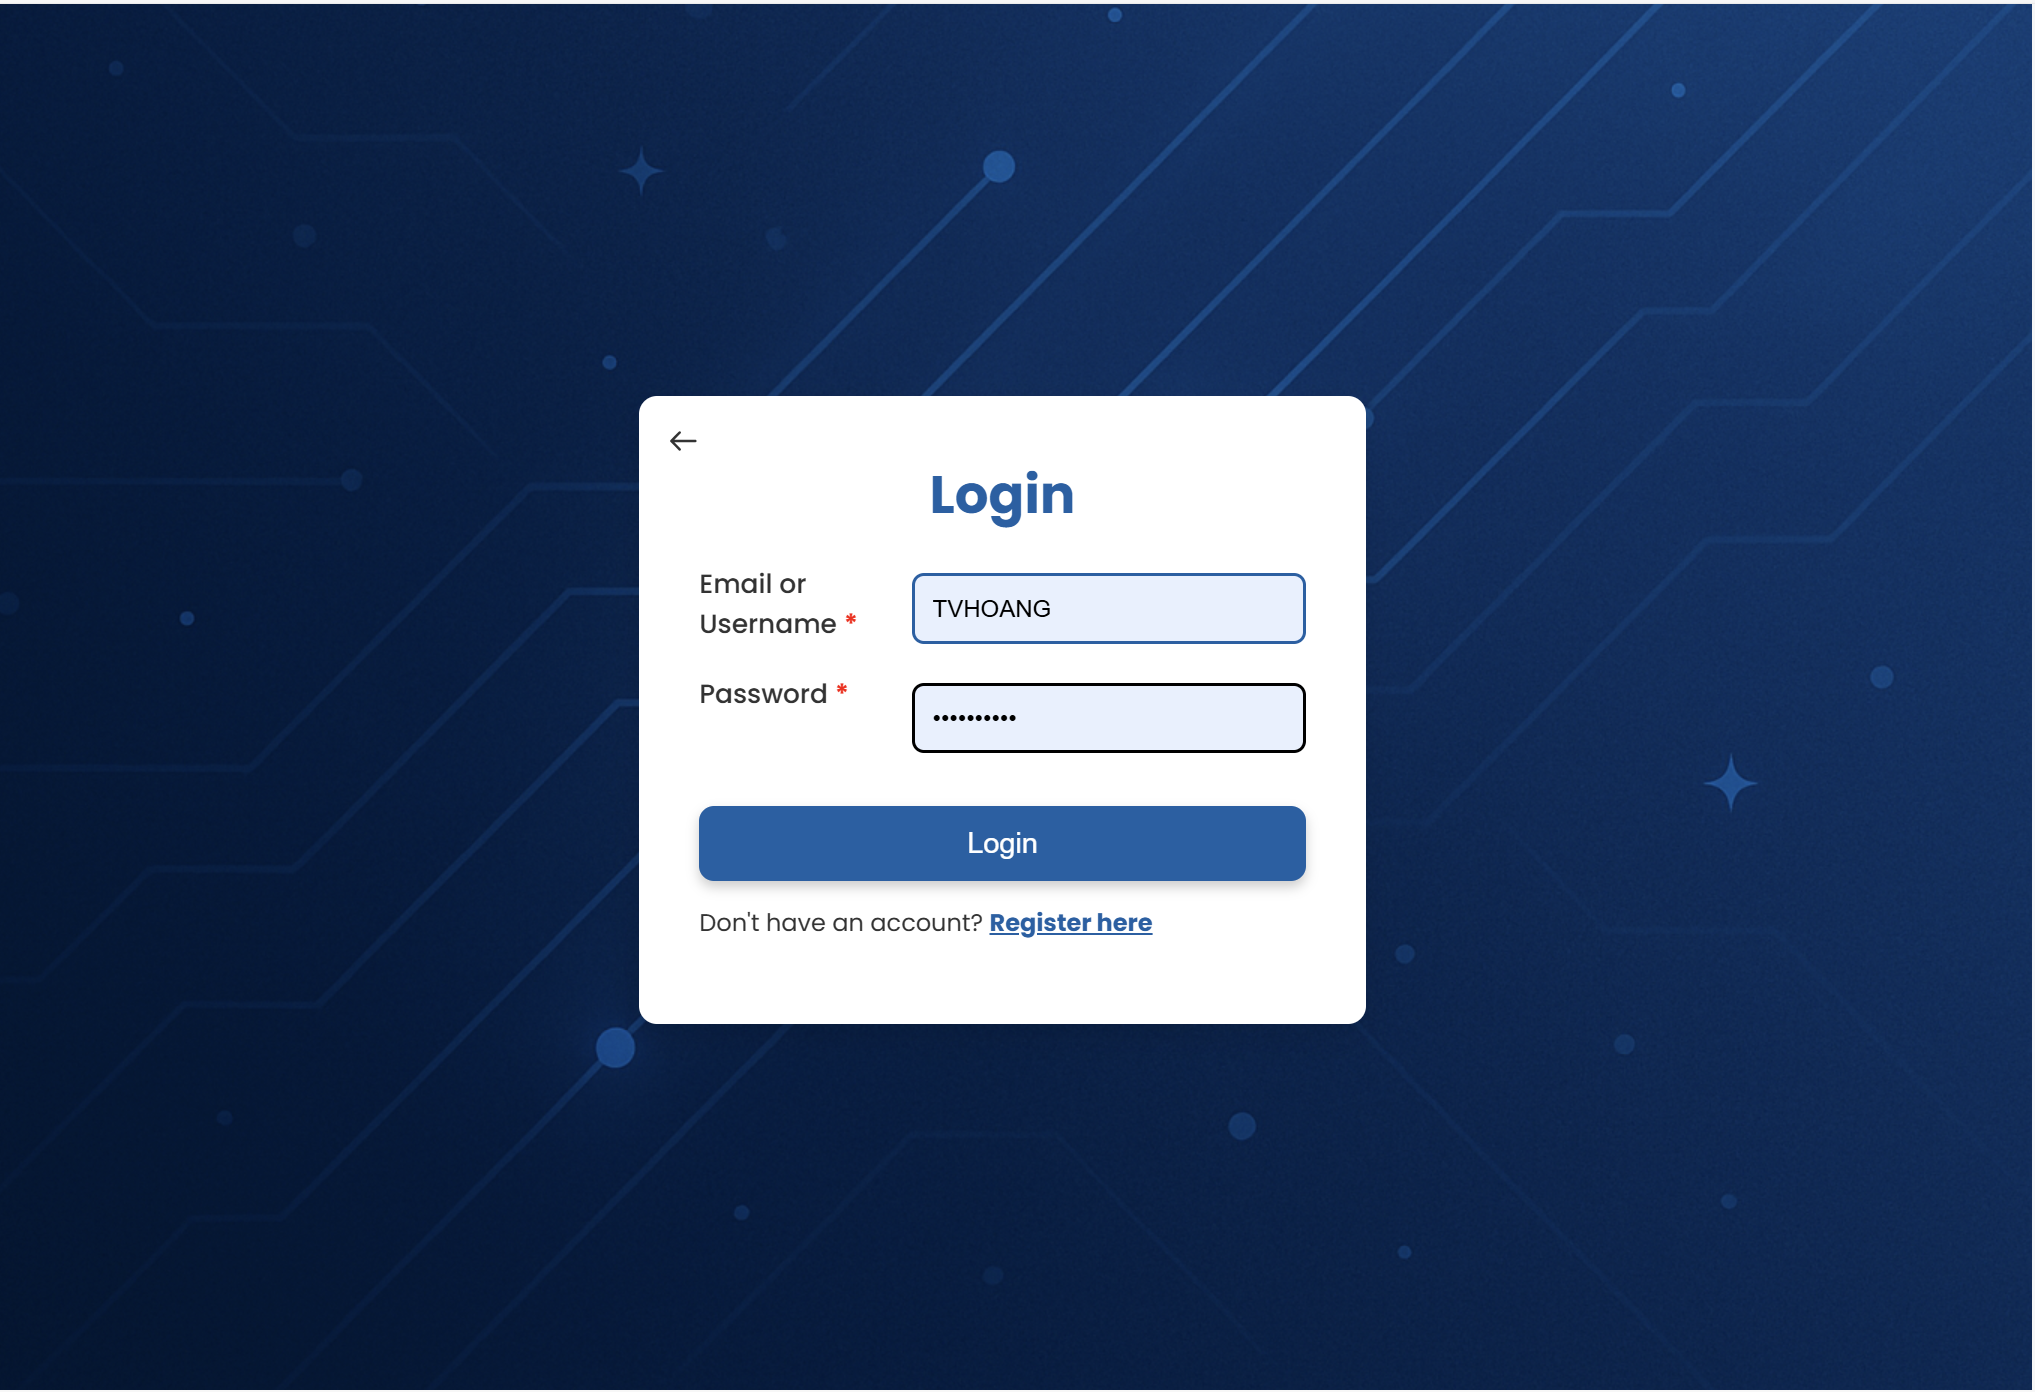 Login
Email or
Username *
TVHOANG
Password *
••••••••••
Login
Don't have an account? Register here